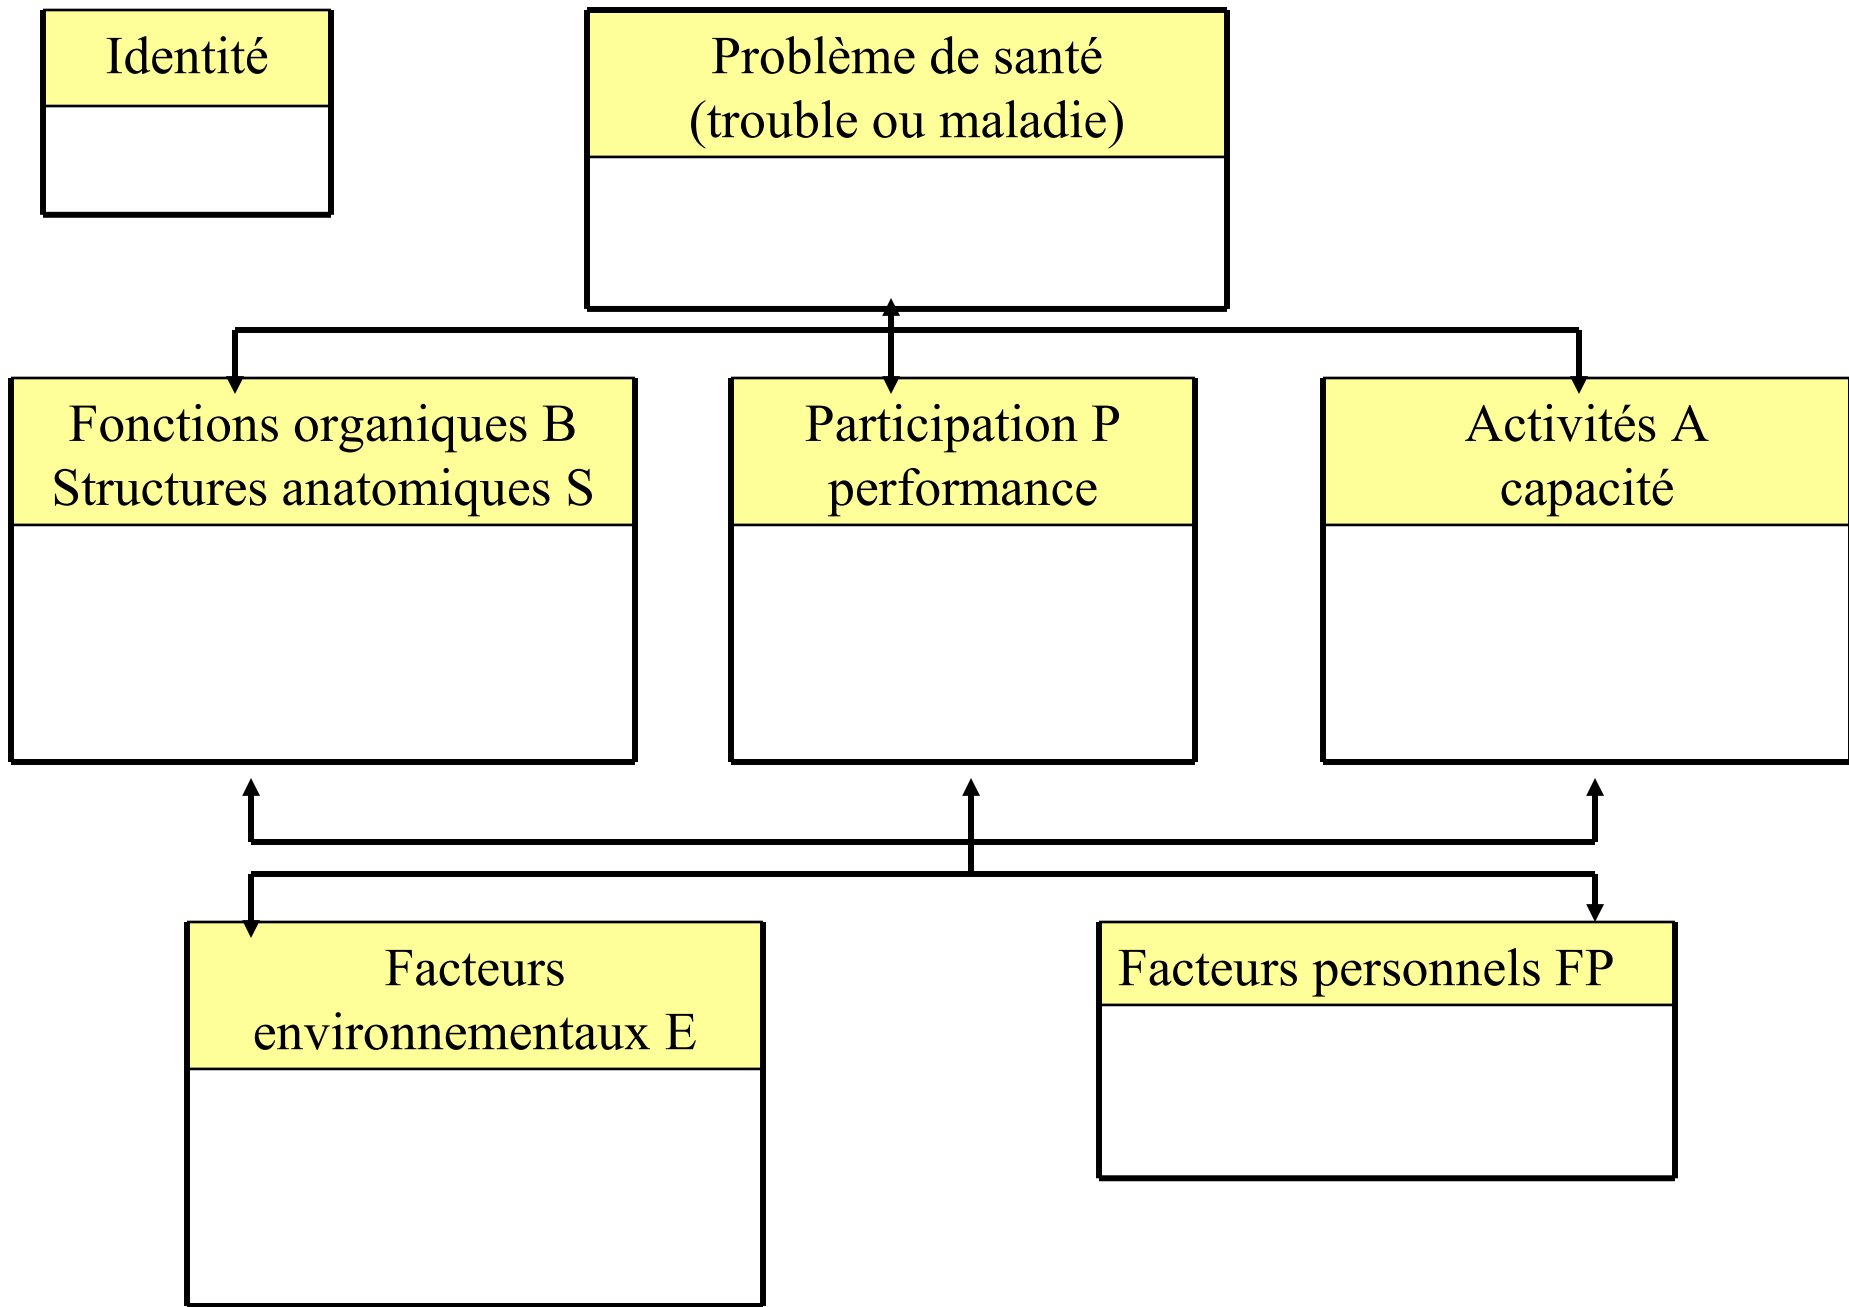 Identité
Problème de santé
(trouble ou maladie)
Fonctions organiques B
Structures anatomiques S
Participation P
performance
Activités A
capacité
Facteurs
environnementaux E
Facteurs personnels FP